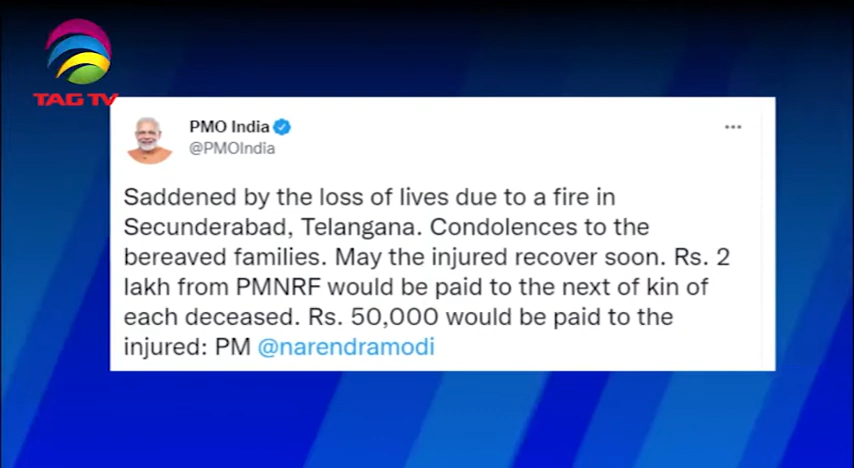 TAG TV
PMO India
@PMOIndia
Saddened by the loss of lives due to a fire in
Secunderabad, Telangana. Condolences to the
bereaved families. May the injured recover soon. Rs. 2
lakh from PMNRF would be paid to the next of kin of
each deceased. Rs. 50,000 would be paid to the
injured: PM @narendramodi